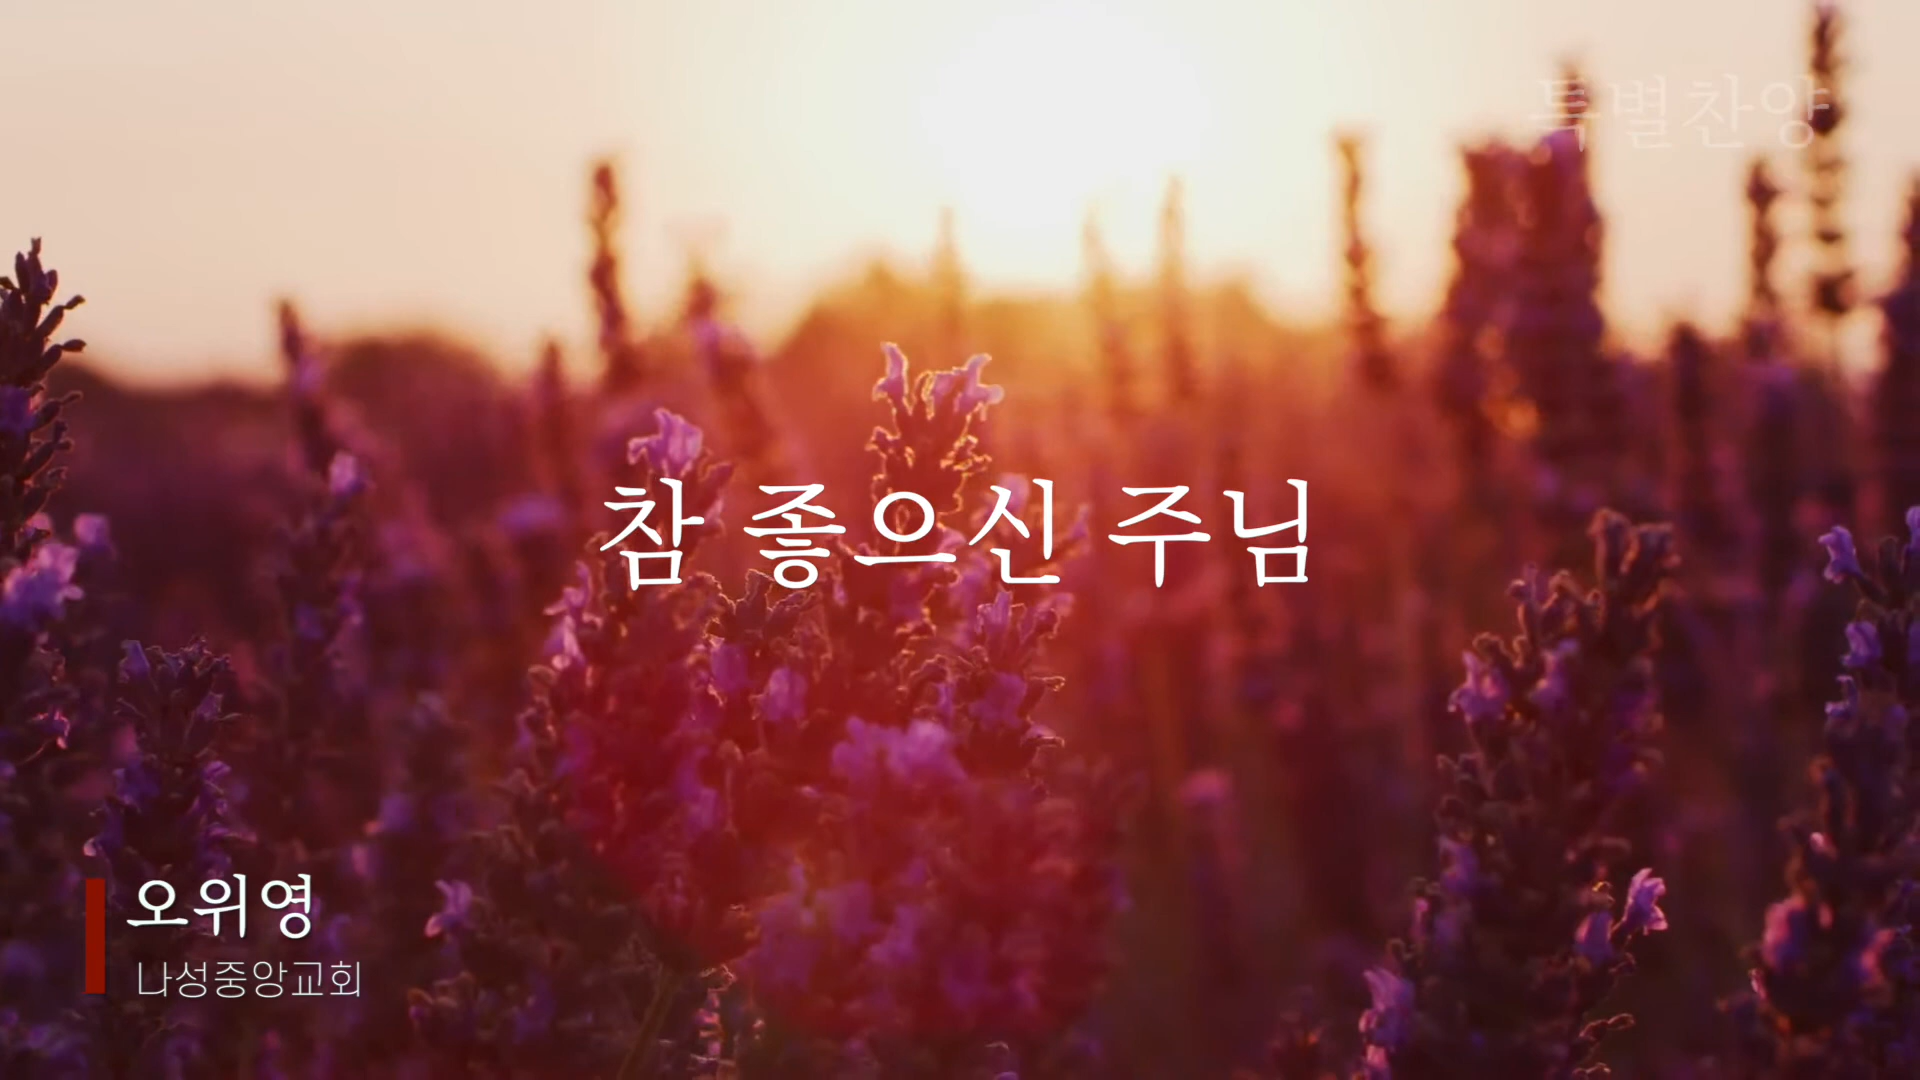 특별찬양
참 좋으신 주님
오위영
나성중앙교회